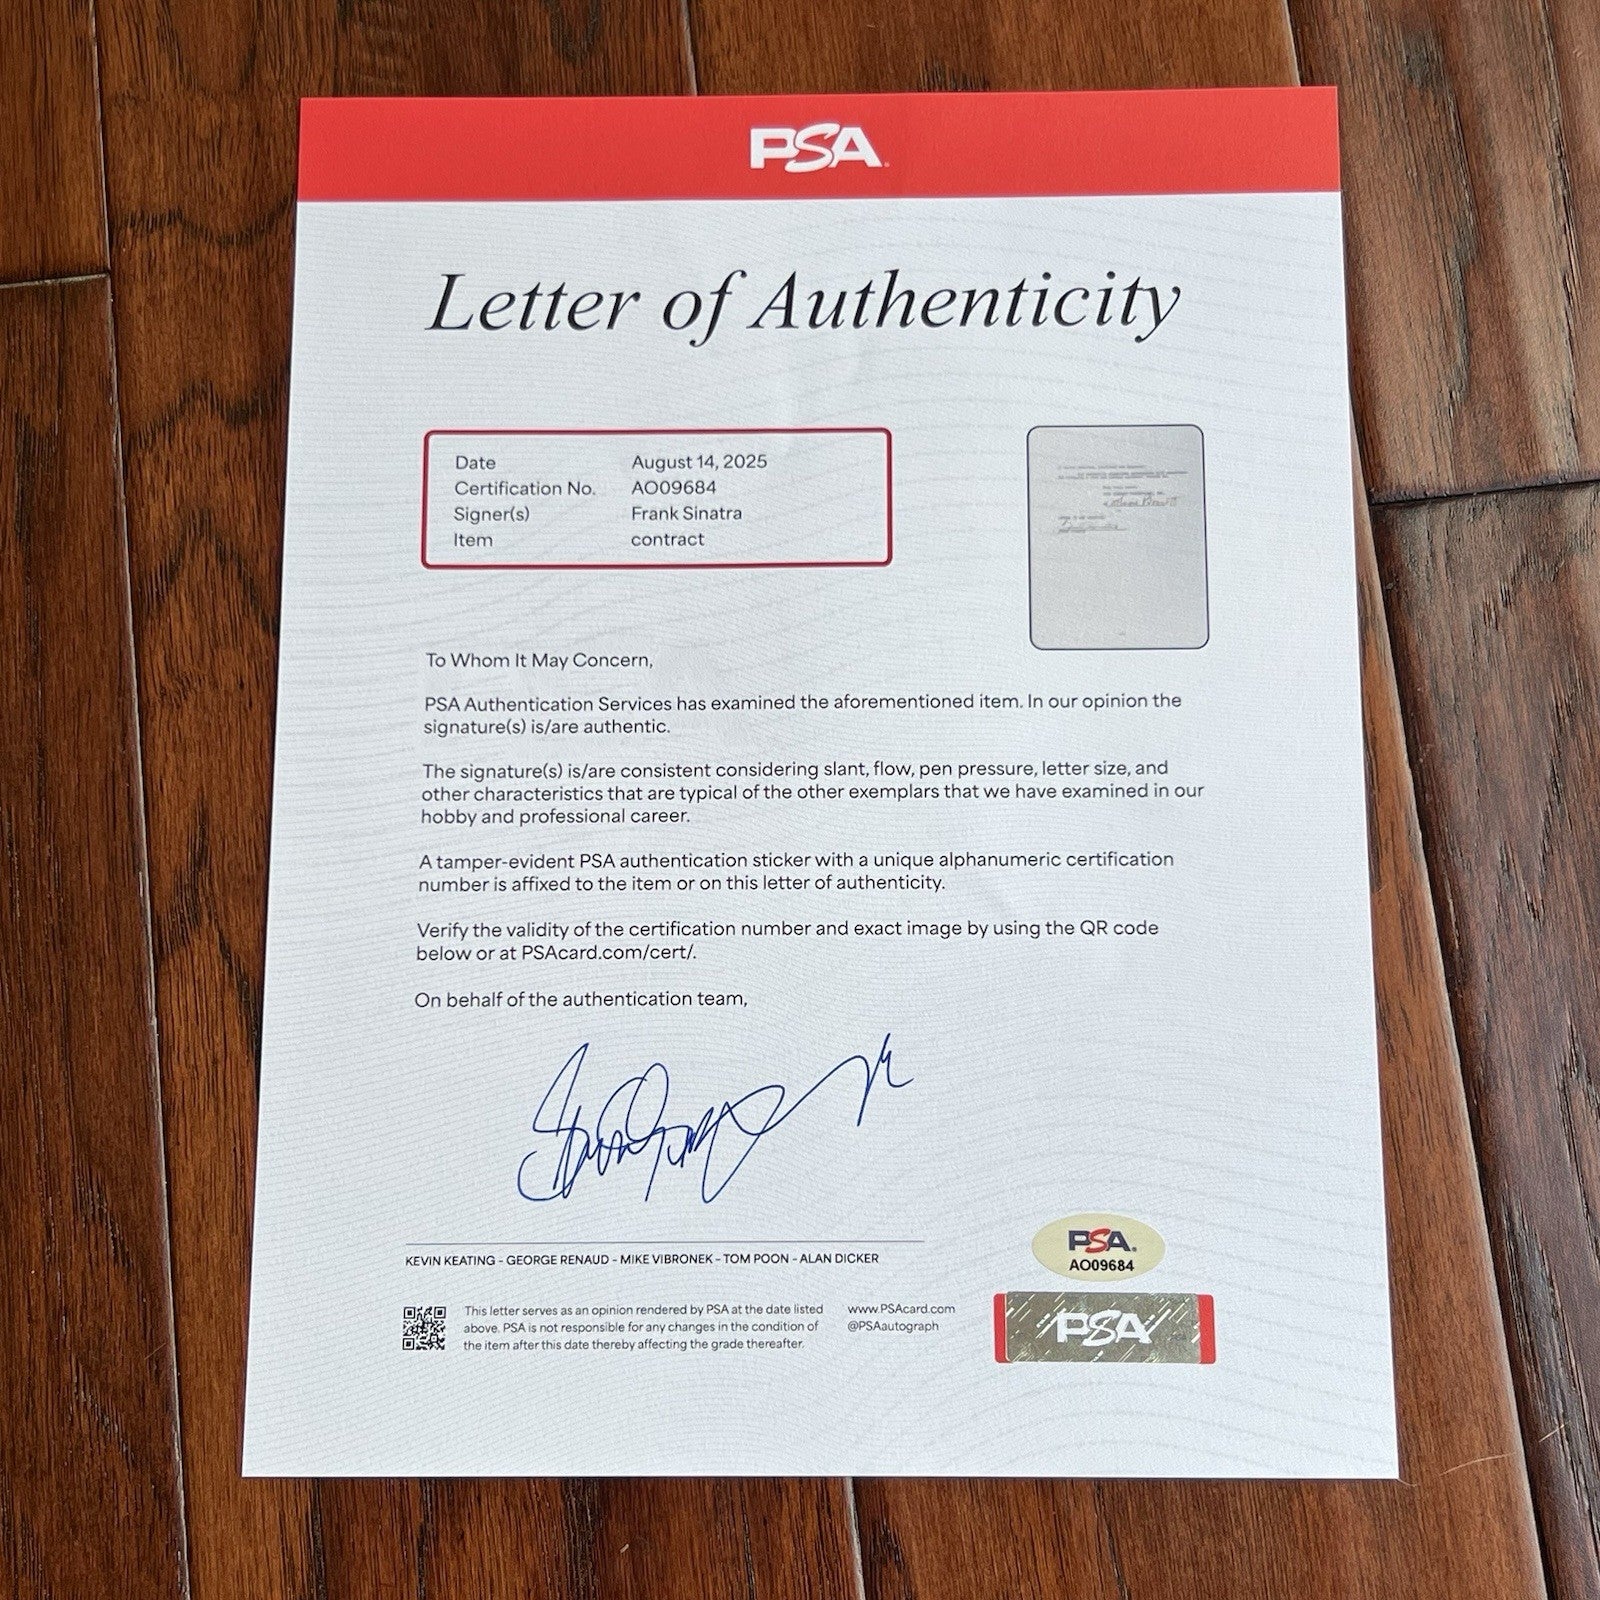 PSA
Letter of Authenticity
Date August 14, 2025
Certification No. AO09684
Signer(s) Frank Sinatra
Item contract
To Whom It May Concern,
PSA Authentication Services has examined the aforementioned item. In our opinion the
signature(s) is/are authentic.
The signature(s) is/are consistent considering slant, flow, pen pressure, letter size, and
other characteristics that are typical of the other exemplars that we have examined in our
hobby and professional career.
A tamper-evident PSA authentication sticker with a unique alphanumeric certification
number is affixed to the item or on this letter of authenticity.
Verify the validity of the certification number and exact image by using the QR code
below or at PSAcard.com/cert/.
On behalf of the authentication team,
KEVIN KEATING - GEORGE RENAUD - MIKE VIBRONEK - TOM POON - ALAN DICKER
This letter serves as an opinion rendered by PSA at the date listed
above. PSA is not responsible for any changes in the condition of
the item after this date thereby affecting the grade thereafter.
www.PSAcard.com
@PSAautograph
PSA
AO09684
PSA